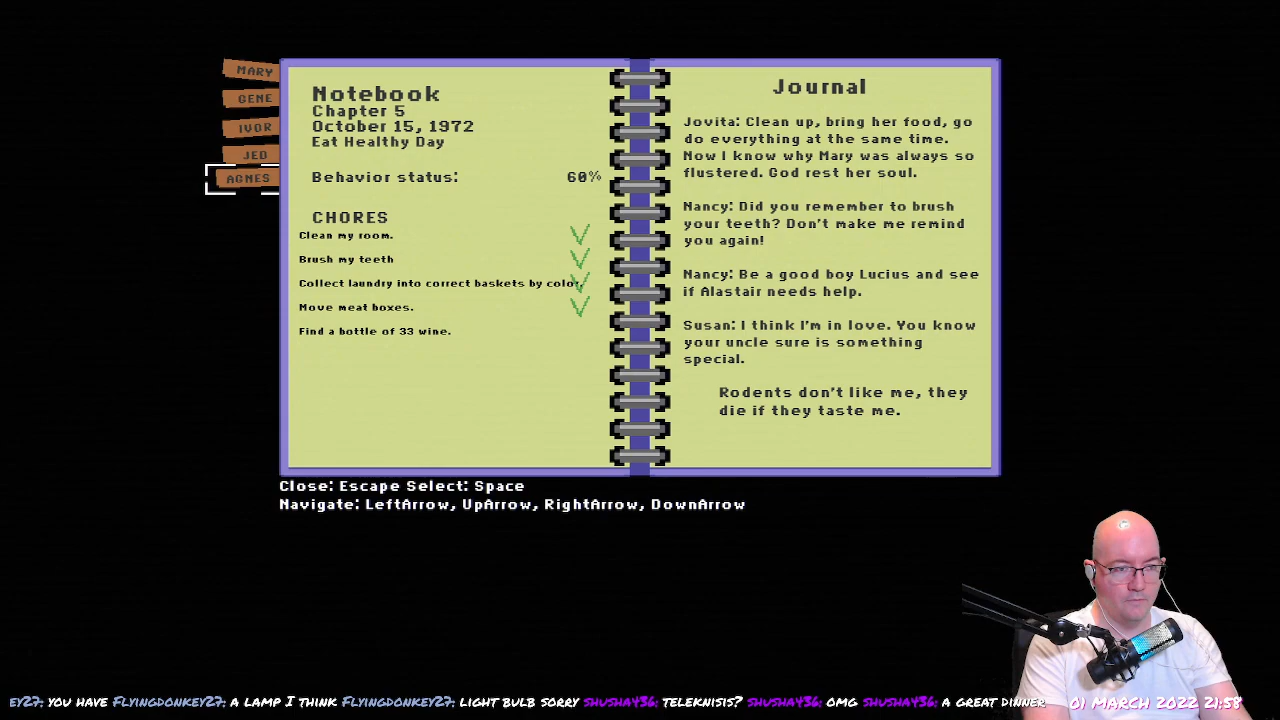 MARY
GENE
IVOR
JED
AGNES
Notebook
Chapter 5
October 15, 1972
Eat Healthy Day
Behavior status: 60%
CHORES
Clean my room.
Brush my teeth
Collect laundry into correct baskets by color.
Move meat boxes.
Find a bottle of 33 wine.
Journal
Jovita: Clean up, bring her food, go
do everything at the same time.
Now I know why Mary was always so
flustered. God rest her soul.
Nancy: Did you remember to brush
your teeth? Don't make me remind
you again!
Nancy: Be a good boy Lucius and see
if Alastair needs help.
Susan: I think I'm in love. You know
your uncle sure is something
special.
Rodents don't like me, they
die if they taste me.
Close: Escape Select: Space
Navigate: LeftArrow, UpArrow, RightArrow, DownArrow
ey27: you have Flyingdonkey27: a lamp I think Flyingdonkey27: light bulb sorry shusha436: teleknisis? shusha436: omg shusha436: a great dinner
01 March 2022 21:58